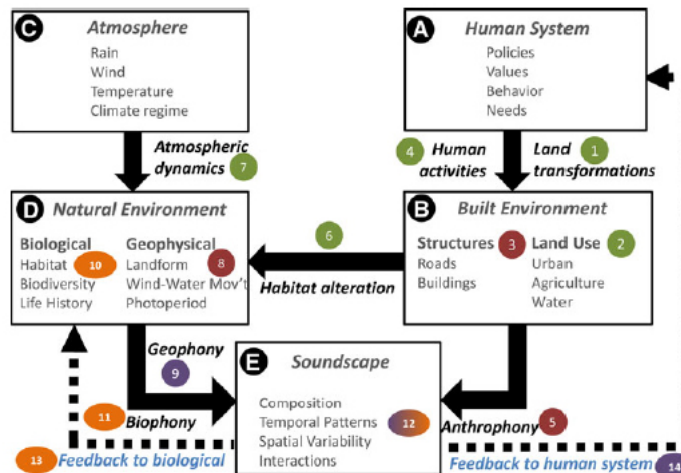 C Atmosphere
Rain
Wind
Temperature
Climate regime
A Human System
Policies
Values
Behavior
Needs
Atmospheric
dynamics 7
4 Human
activities
Land 1
transformations
D Natural Environment
Biological
Habitat 10
Biodiversity
Life History
Geophysical
Landform 8
Wind-Water Mov't
Photoperiod
6
Habitat alteration
B Built Environment
Structures 3
Roads
Buildings
Land Use 2
Urban
Agriculture
Water
Geophony
9
11 Biophony
E Soundscape
Composition
Temporal Patterns 12
Spatial Variability
Interactions
Anthrophony 5
13 Feedback to biological
Feedback to human system 14